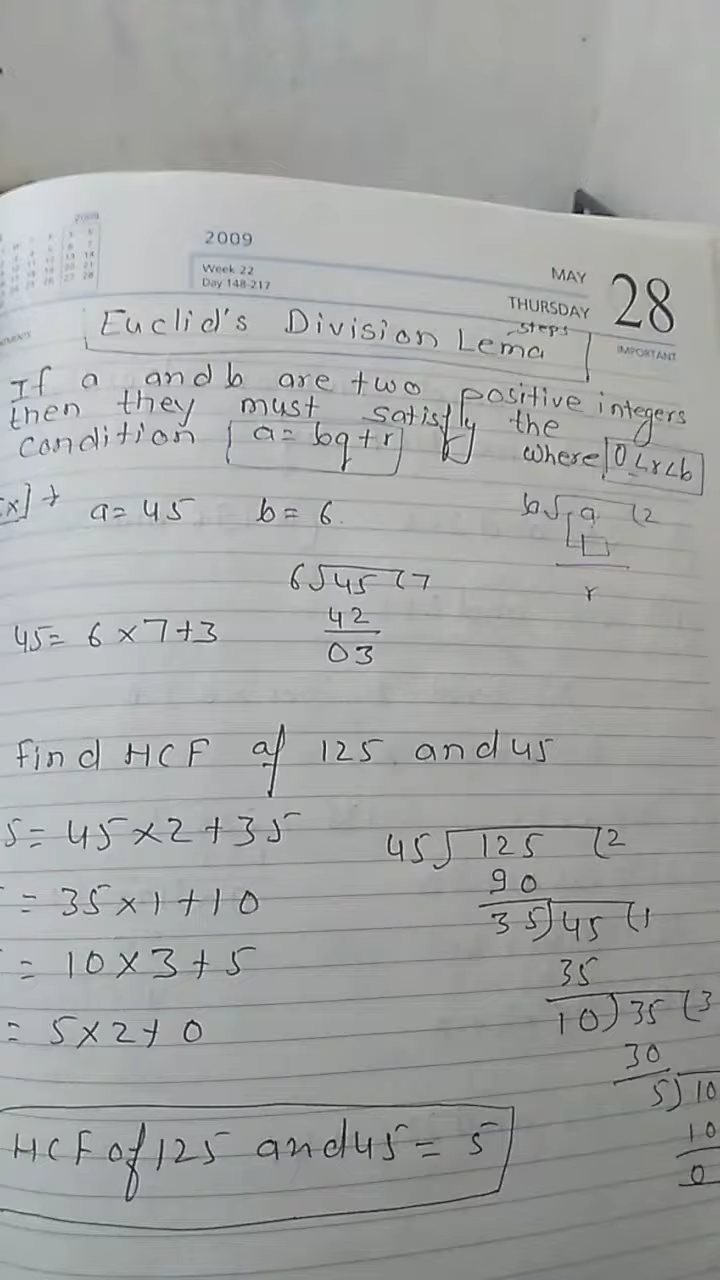 2009
2009
Week 22
Day 148-217
MAY
THURSDAY
28
IMPORTANT
Euclid's Division Lema
steps
If a and b are two positive integers
then they must satisfy the
condition a = bq + r where 0 ≤ r < b
a = 45 b = 6.
b a (2
r
6 45 (7
42
03
45 = 6 × 7 + 3
find HCF of 125 and 45
5 = 45 × 2 + 35
= 35 × 1 + 10
= 10 × 3 + 5
= 5 × 2 + 0
45 125 (2
90
35) 45 (1
35
10) 35 (3
30
5) 10
10
0
HCF of 125 and 45 = 5